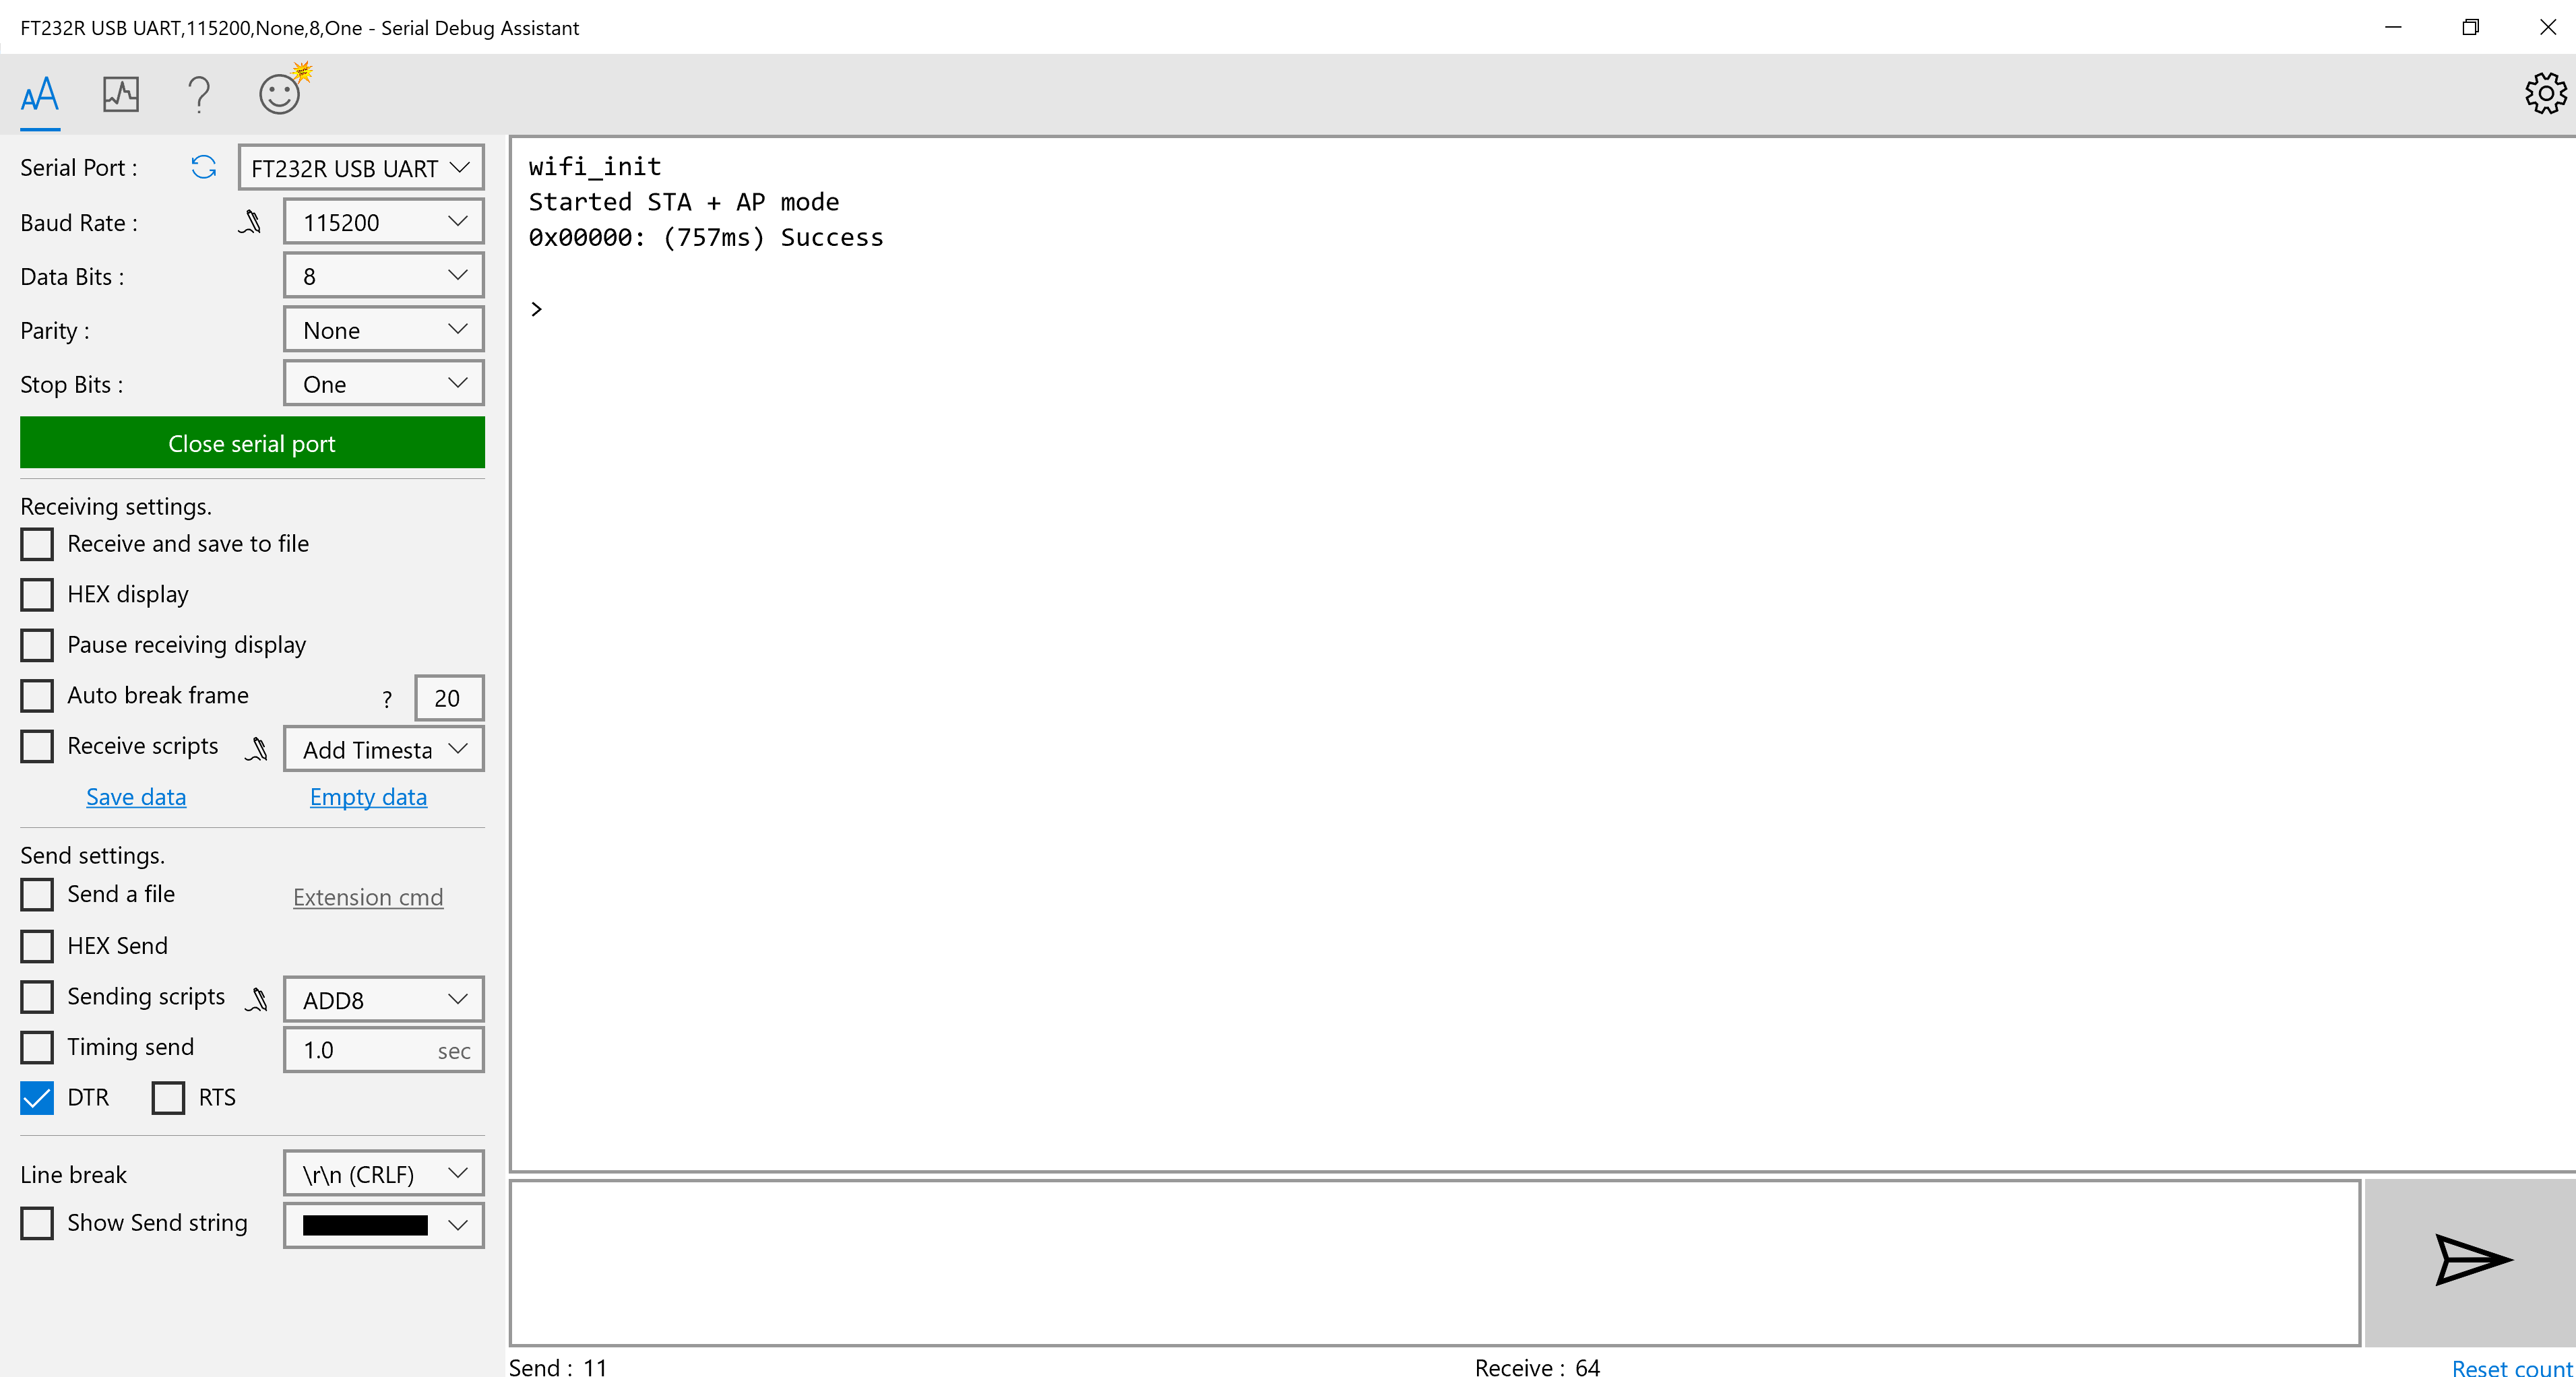 FT232R USB UART,115200,None,8,One - Serial Debug Assistant
Serial Port :
FT232R USB UART
Baud Rate :
115200
Data Bits :
8
Parity :
None
Stop Bits :
One
Close serial port
Receiving settings.
Receive and save to file
HEX display
Pause receiving display
Auto break frame ? 20
Receive scripts
Add Timesta
Save data
Empty data
Send settings.
Send a file
Extension cmd
HEX Send
Sending scripts
ADD8
Timing send
1.0 sec
DTR
RTS
Line break
\r\n (CRLF)
Show Send string
wifi_init
Started STA + AP mode
0x00000: (757ms) Success
>
Send : 11
Receive : 64
Reset count